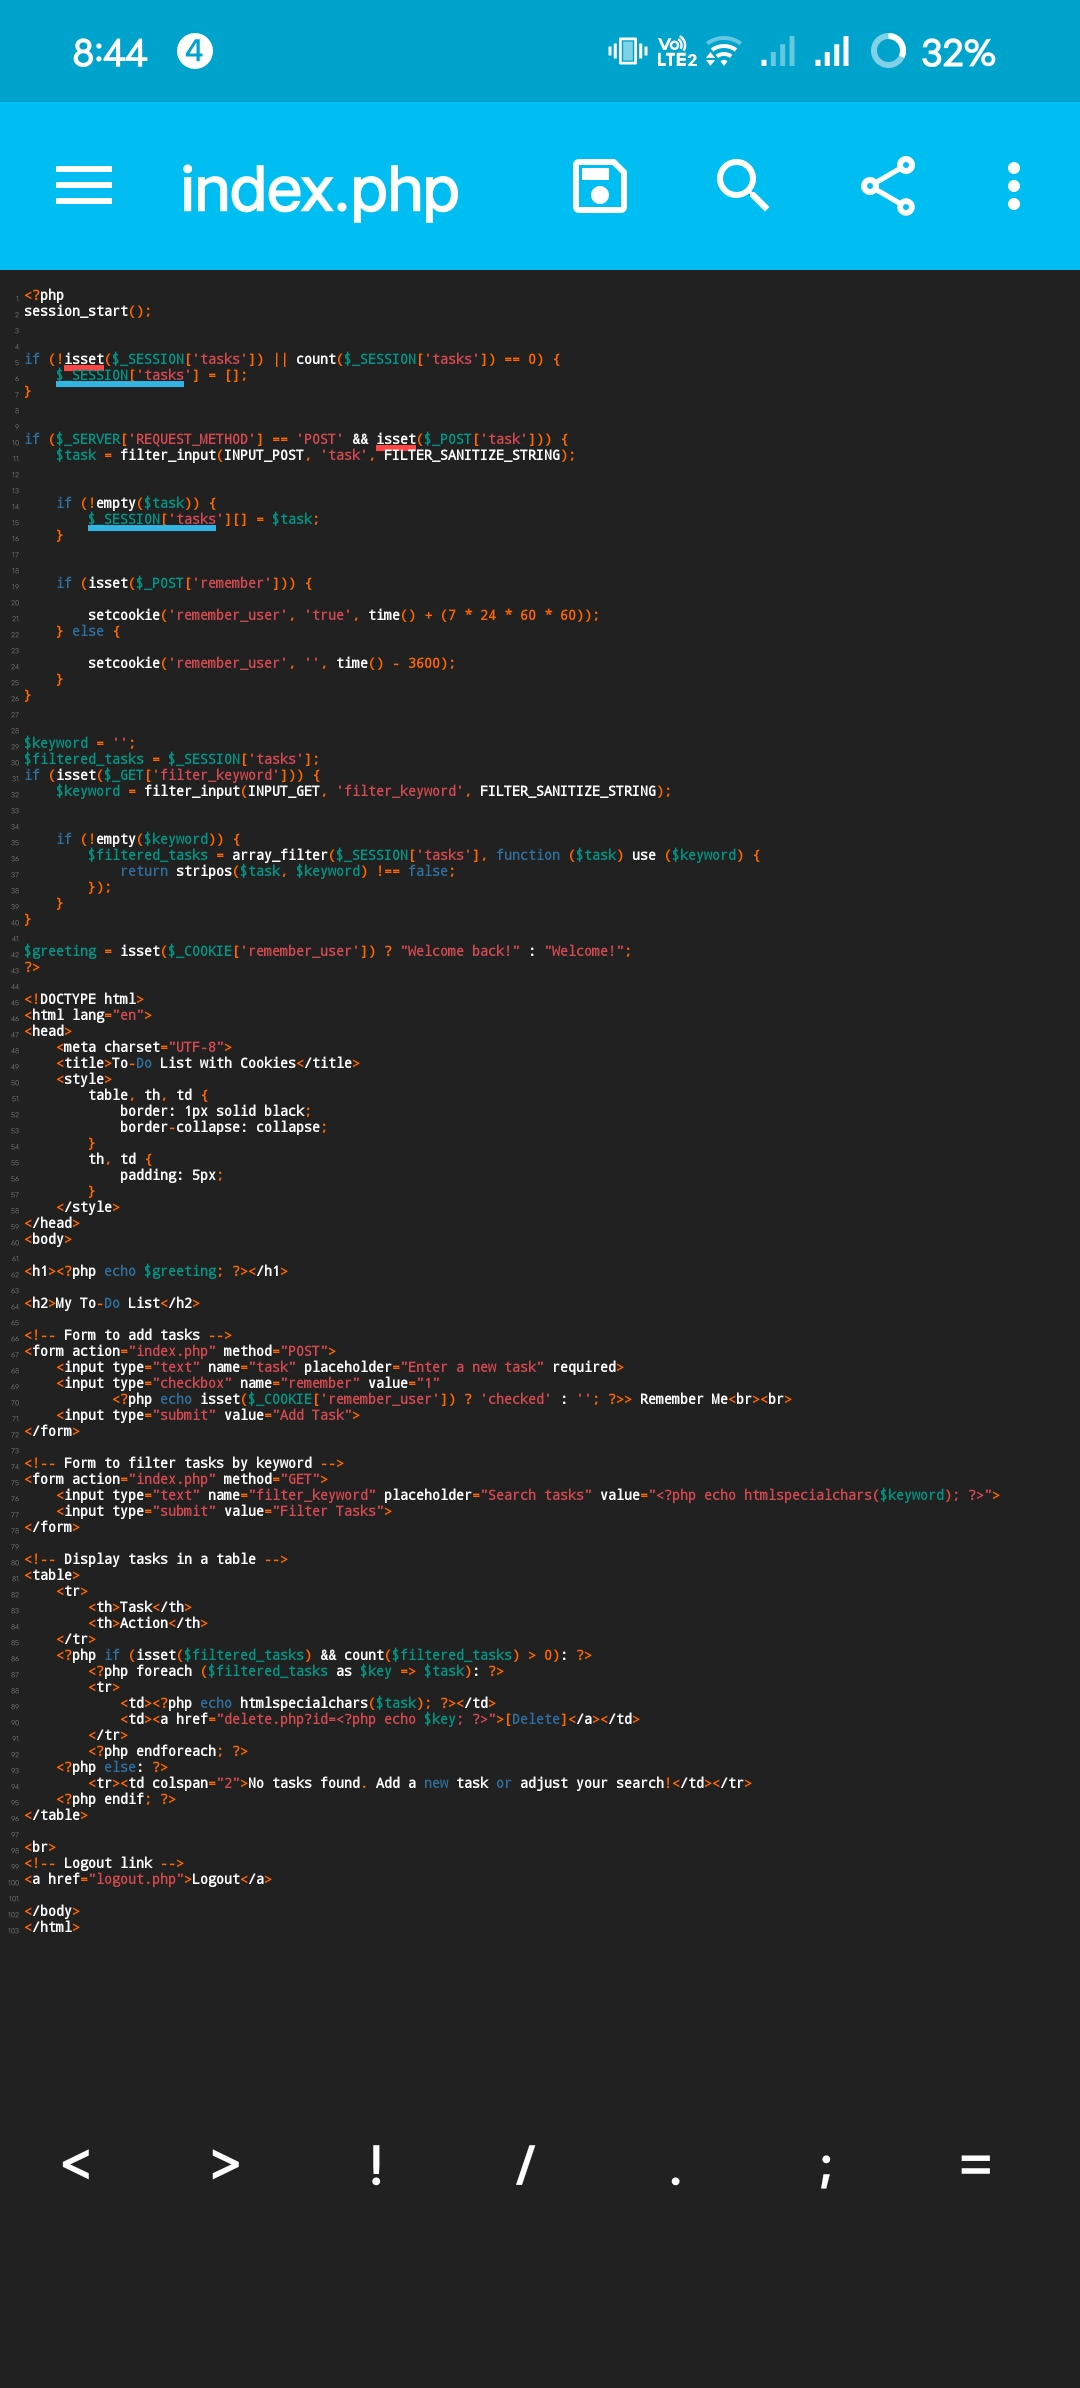 8:44 4 Vo)) LTE2 32%
index.php
1 <?php
2 session_start();
3
4
5 if (!isset($_SESSION['tasks']) || count($_SESSION['tasks']) == 0) {
6     $_SESSION['tasks'] = [];
7 }
8
9
10 if ($_SERVER['REQUEST_METHOD'] == 'POST' && isset($_POST['task'])) {
11     $task = filter_input(INPUT_POST, 'task', FILTER_SANITIZE_STRING);
12
13
14     if (!empty($task)) {
15         $_SESSION['tasks'][] = $task;
16     }
17
18
19     if (isset($_POST['remember'])) {
20
21         setcookie('remember_user', 'true', time() + (7 * 24 * 60 * 60));
22     } else {
23
24         setcookie('remember_user', '', time() - 3600);
25     }
26 }
27
28
29 $keyword = '';
30 $filtered_tasks = $_SESSION['tasks'];
31 if (isset($_GET['filter_keyword'])) {
32     $keyword = filter_input(INPUT_GET, 'filter_keyword', FILTER_SANITIZE_STRING);
33
34
35     if (!empty($keyword)) {
36         $filtered_tasks = array_filter($_SESSION['tasks'], function ($task) use ($keyword) {
37             return stripos($task, $keyword) !== false;
38         });
39     }
40 }
41
42 $greeting = isset($_COOKIE['remember_user']) ? "Welcome back!" : "Welcome!";
43 ?>
44
45 <!DOCTYPE html>
46 <html lang="en">
47 <head>
48     <meta charset="UTF-8">
49     <title>To-Do List with Cookies</title>
50     <style>
51         table, th, td {
52             border: 1px solid black;
53             border-collapse: collapse;
54         }
55         th, td {
56             padding: 5px;
57         }
58     </style>
59 </head>
60 <body>
61
62 <h1><?php echo $greeting; ?></h1>
63
64 <h2>My To-Do List</h2>
65
66 <!-- Form to add tasks -->
67 <form action="index.php" method="POST">
68     <input type="text" name="task" placeholder="Enter a new task" required>
69     <input type="checkbox" name="remember" value="1"
70            <?php echo isset($_COOKIE['remember_user']) ? 'checked' : ''; ?>> Remember Me<br><br>
71     <input type="submit" value="Add Task">
72 </form>
73
74 <!-- Form to filter tasks by keyword -->
75 <form action="index.php" method="GET">
76     <input type="text" name="filter_keyword" placeholder="Search tasks" value="<?php echo htmlspecialchars($keyword); ?>">
77     <input type="submit" value="Filter Tasks">
78 </form>
79
80 <!-- Display tasks in a table -->
81 <table>
82     <tr>
83         <th>Task</th>
84         <th>Action</th>
85     </tr>
86     <?php if (isset($filtered_tasks) && count($filtered_tasks) > 0): ?>
87         <?php foreach ($filtered_tasks as $key => $task): ?>
88         <tr>
89             <td><?php echo htmlspecialchars($task); ?></td>
90             <td><a href="delete.php?id=<?php echo $key; ?>">[Delete]</a></td>
91         </tr>
92         <?php endforeach; ?>
93     <?php else: ?>
94         <tr><td colspan="2">No tasks found. Add a new task or adjust your search!</td></tr>
95     <?php endif; ?>
96 </table>
97
98 <br>
99 <!-- Logout link -->
100 <a href="logout.php">Logout</a>
101
102 </body>
103 </html>
< > ! / . ; =